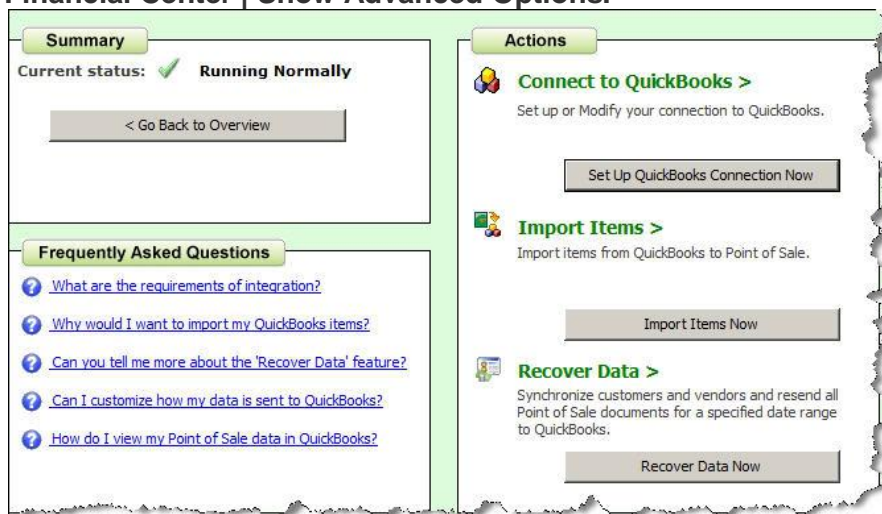 Financial Center | Show Advanced Options.
Summary
Current status: Running Normally
< Go Back to Overview
Frequently Asked Questions
What are the requirements of integration?
Why would I want to import my QuickBooks items?
Can you tell me more about the 'Recover Data' feature?
Can I customize how my data is sent to QuickBooks?
How do I view my Point of Sale data in QuickBooks?
Actions
Connect to QuickBooks >
Set up or Modify your connection to QuickBooks.
Set Up QuickBooks Connection Now
Import Items >
Import items from QuickBooks to Point of Sale.
Import Items Now
Recover Data >
Synchronize customers and vendors and resend all
Point of Sale documents for a specified date range
to QuickBooks.
Recover Data Now